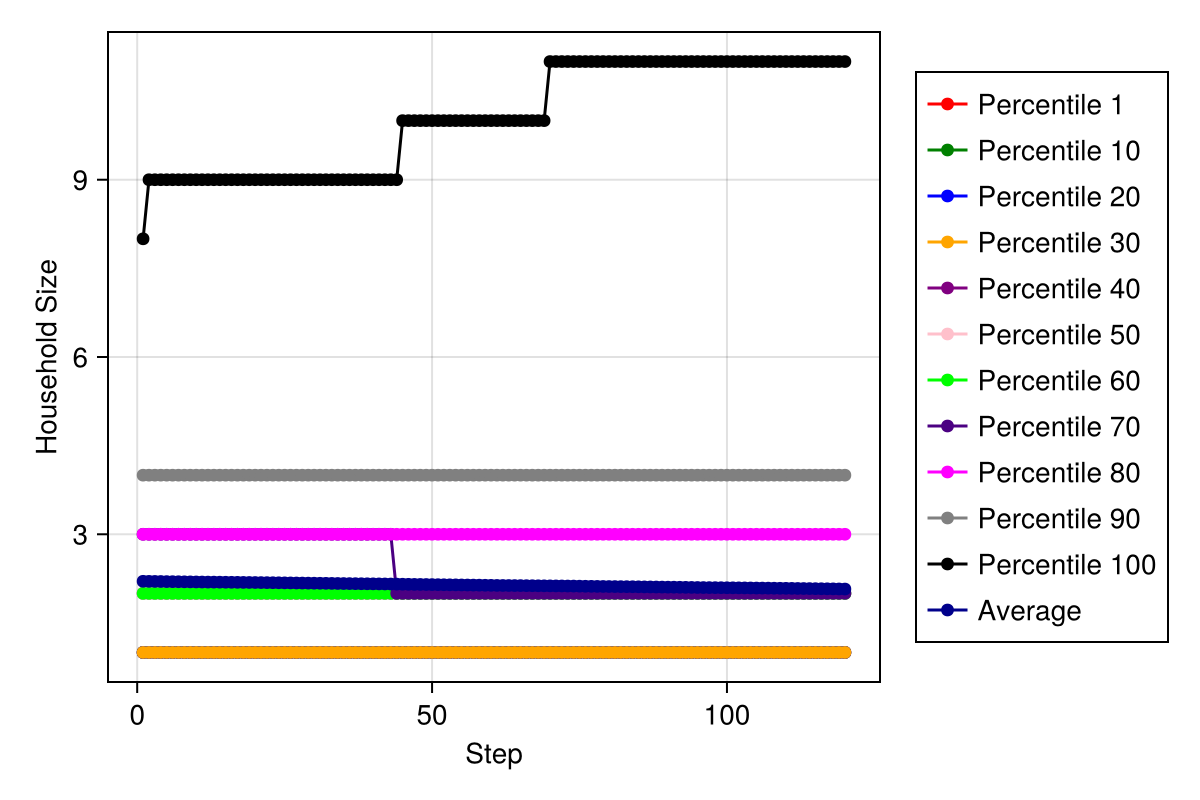 Household Size
9
6
3
0
50
100
Step
Percentile 1
Percentile 10
Percentile 20
Percentile 30
Percentile 40
Percentile 50
Percentile 60
Percentile 70
Percentile 80
Percentile 90
Percentile 100
Average